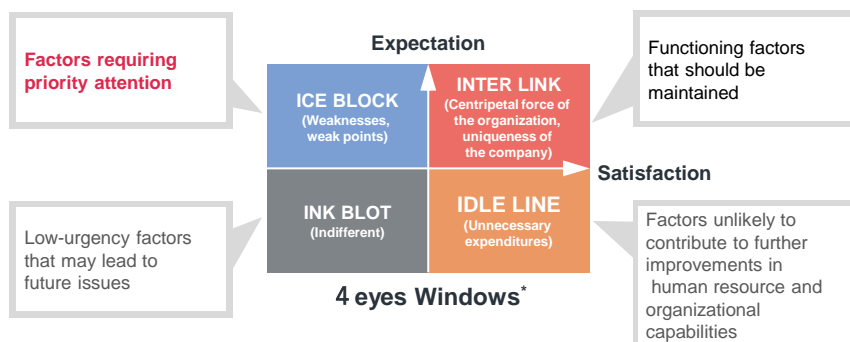 Expectation
Factors requiring
priority attention
Functioning factors
that should be
maintained
ICE BLOCK
(Weaknesses,
weak points)
INTER LINK
(Centripetal force of
the organization,
uniqueness of
the company)
Satisfaction
INK BLOT
(Indifferent)
IDLE LINE
(Unnecessary
expenditures)
Low-urgency factors
that may lead to
future issues
Factors unlikely to
contribute to further
improvements in
human resource and
organizational
capabilities
4 eyes Windows*